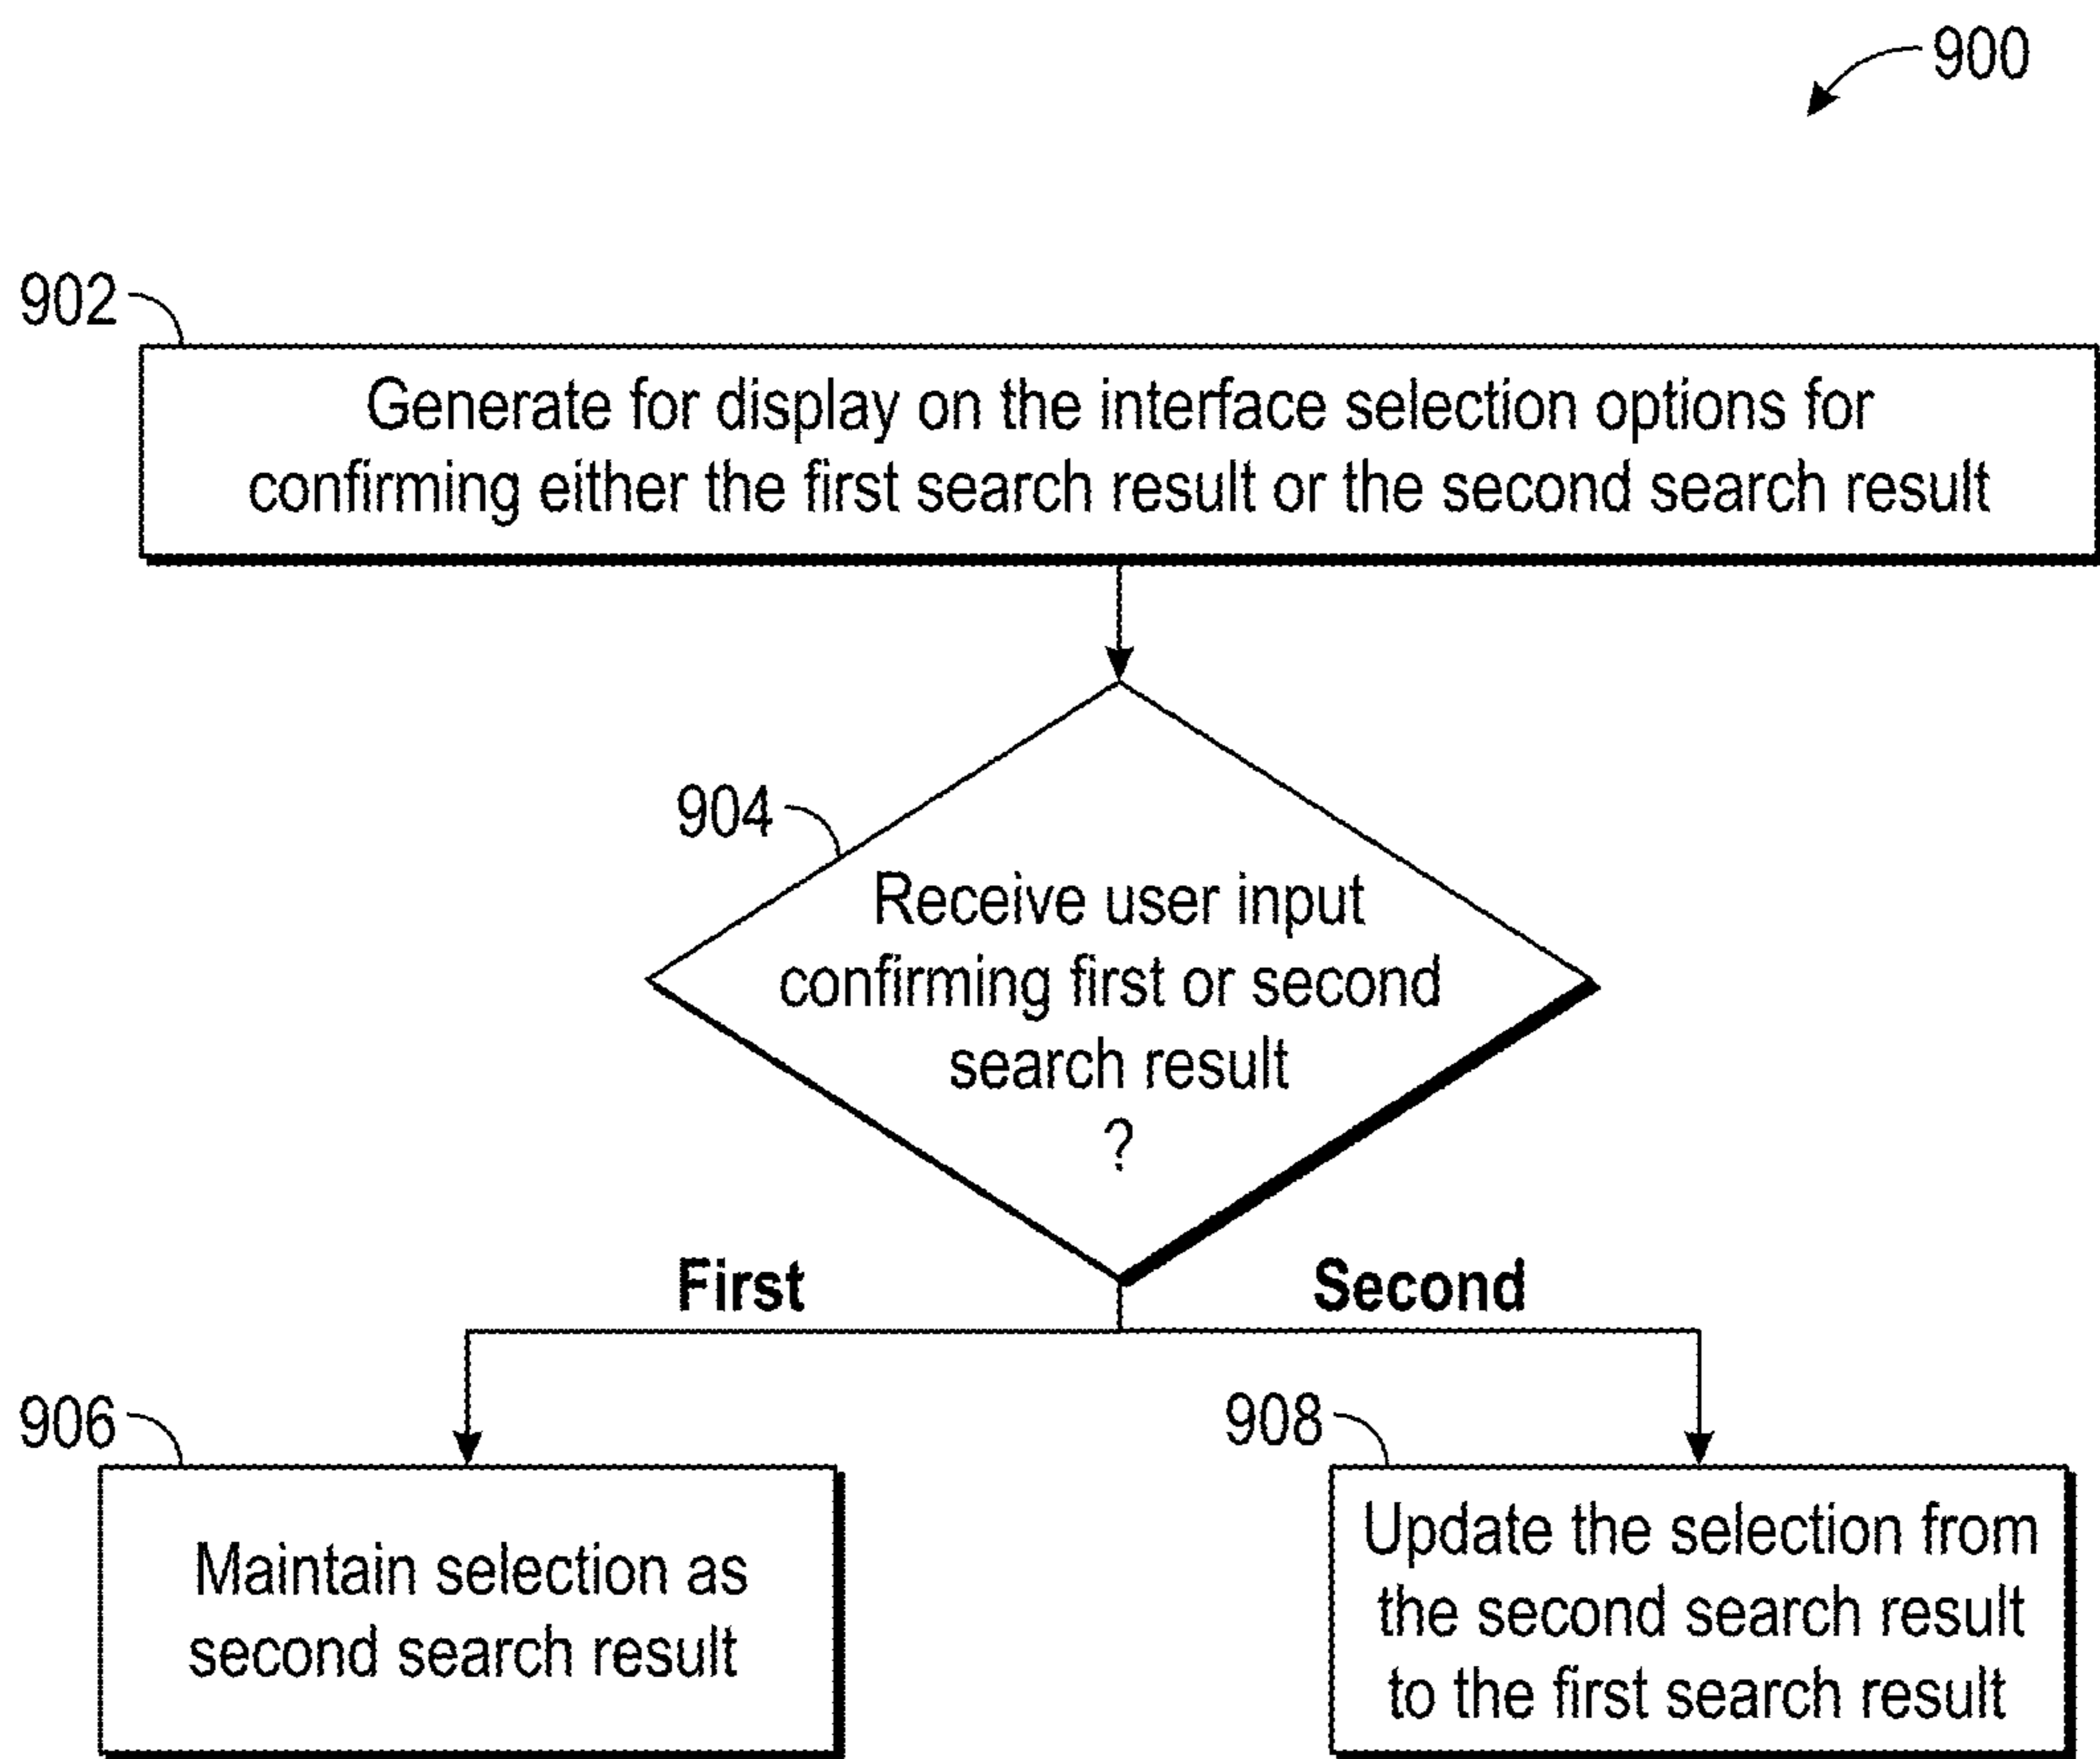 900
902
Generate for display on the interface selection options for
confirming either the first search result or the second search result
904
Receive user input
confirming first or second
search result
?
First
Second
906
Maintain selection as
second search result
908
Update the selection from
the second search result
to the first search result